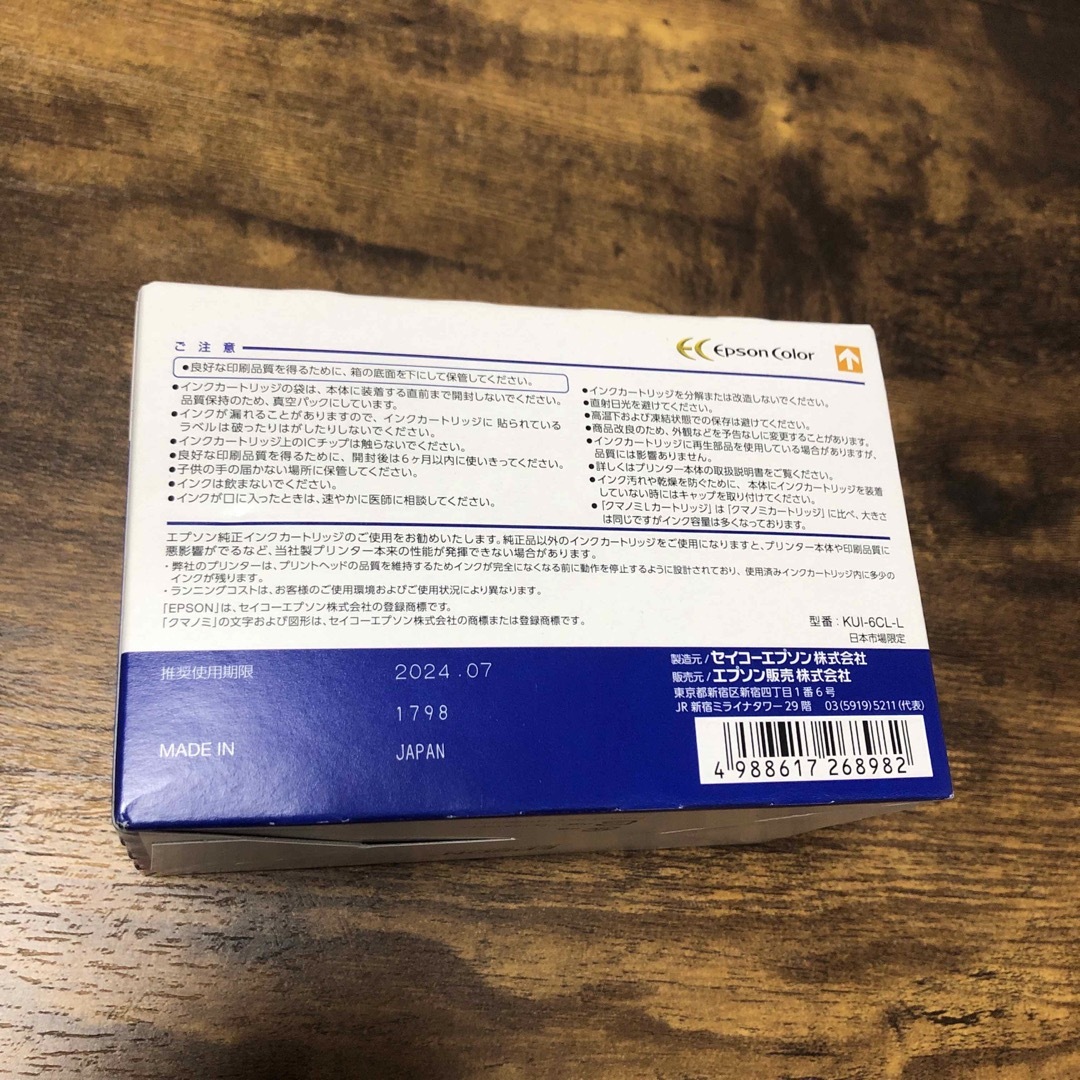 ご注意
EC Epson Color
●良好な印刷品質を得るために、箱の底面を下にして保管してください。
●インクカートリッジの袋は、本体に装着する直前まで開封しないでください。
品質保持のため、真空パックにしています。
●インクが漏れることがありますので、インクカートリッジに貼られている
ラベルは破ったりはがしたりしないでください。
●インクカートリッジ上のICチップは触らないでください。
●良好な印刷品質を得るために、開封後は6ヶ月以内に使いきってください。
●子供の手の届かない場所に保管してください。
●インクは飲まないでください。
●インクが口に入ったときは、速やかに医師に相談してください。
●インクカートリッジを分解または改造しないでください。
●直射日光を避けてください。
●高温下および凍結状態での保存は避けてください。
●商品改良のため、外観などを予告なしに変更することがあります。
●インクカートリッジに再生部品を使用している場合がありますが、
品質には影響ありません。
●詳しくはプリンター本体の取扱説明書をご覧ください。
●インク汚れや乾燥を防ぐために、本体にインクカートリッジを装着
していない時にはキャップを取り付けてください。
●「クマノミLカートリッジ」は「クマノミカートリッジ」に比べ、大きさ
は同じですがインク容量は多くなっております。
エプソン純正インクカートリッジのご使用をお勧めいたします。純正品以外のインクカートリッジをご使用になりますと、プリンター本体や印刷品質に
悪影響がでるなど、当社製プリンター本来の性能が発揮できない場合があります。
・弊社のプリンターは、プリントヘッドの品質を維持するためインクが完全になくなる前に動作を停止するように設計されており、使用済みインクカートリッジ内に多少の
インクが残ります。
・ランニングコストは、お客様のご使用環境およびご使用状況により異なります。
「EPSON」は、セイコーエプソン株式会社の登録商標です。
「クマノミ」の文字および図形は、セイコーエプソン株式会社の商標または登録商標です。
型番：KUI-6CL-L
日本市場限定
推奨使用期限 2024.07
1798
MADE IN JAPAN
製造元/セイコーエプソン株式会社
販売元/エプソン販売株式会社
東京都新宿区新宿四丁目1番6号
JR新宿ミライナタワー29階 03(5919)5211(代表)
4 988617 268982